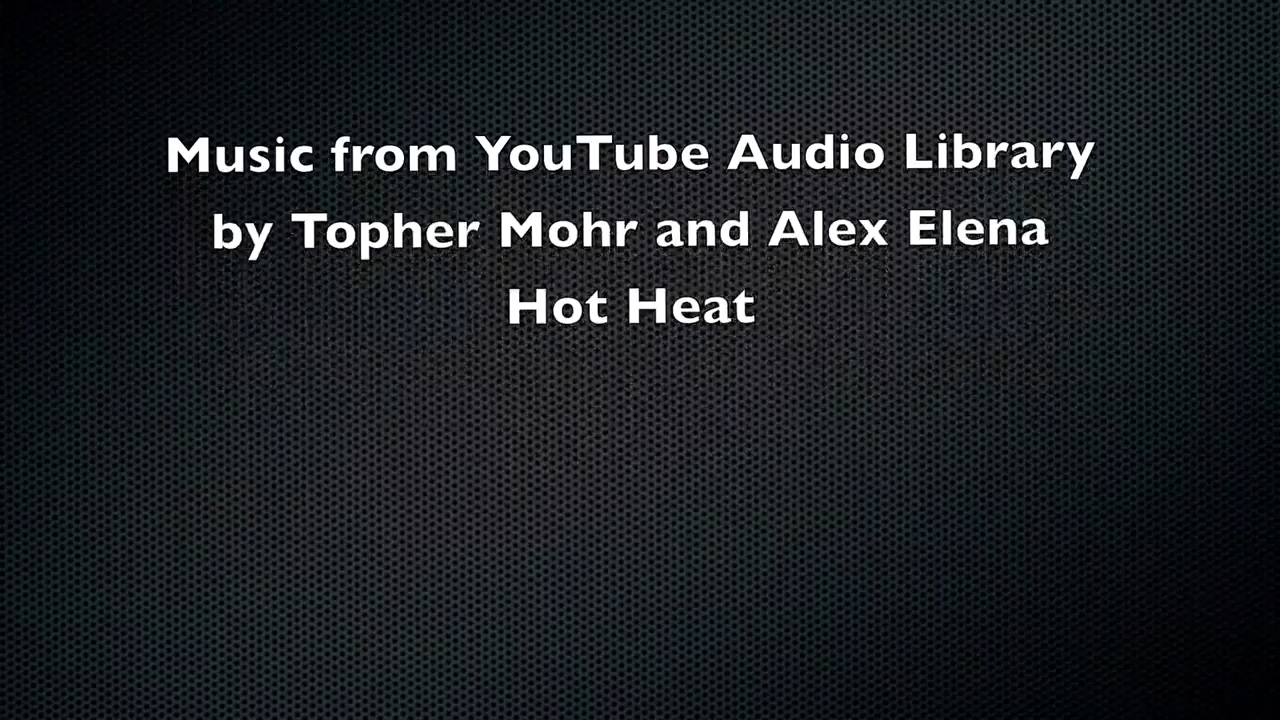 Music from YouTube Audio Library
by Topher Mohr and Alex Elena
Hot Heat